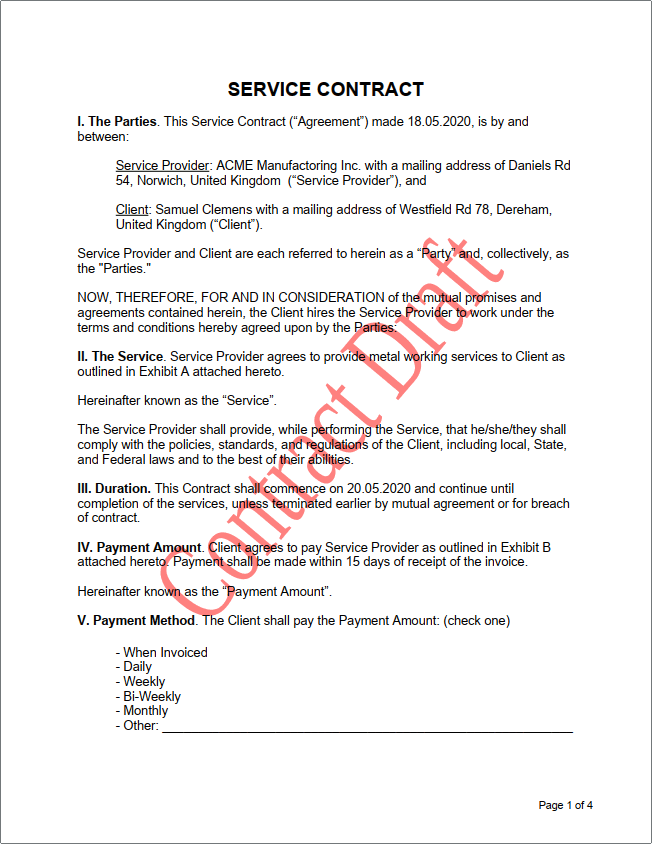 SERVICE CONTRACT
I. The Parties. This Service Contract (“Agreement”) made 18.05.2020, is by and
between:
Service Provider: ACME Manufactoring Inc. with a mailing address of Daniels Rd
54, Norwich, United Kingdom (“Service Provider”), and
Client: Samuel Clemens with a mailing address of Westfield Rd 78, Dereham,
United Kingdom (“Client”).
Service Provider and Client are each referred to herein as a “Party” and, collectively, as
the "Parties."
NOW, THEREFORE, FOR AND IN CONSIDERATION of the mutual promises and
agreements contained herein, the Client hires the Service Provider to work under the
terms and conditions hereby agreed upon by the Parties:
II. The Service. Service Provider agrees to provide metal working services to Client as
outlined in Exhibit A attached hereto.
Hereinafter known as the “Service”.
The Service Provider shall provide, while performing the Service, that he/she/they shall
comply with the policies, standards, and regulations of the Client, including local, State,
and Federal laws and to the best of their abilities.
III. Duration. This Contract shall commence on 20.05.2020 and continue until
completion of the services, unless terminated earlier by mutual agreement or for breach
of contract.
IV. Payment Amount. Client agrees to pay Service Provider as outlined in Exhibit B
attached hereto. Payment shall be made within 15 days of receipt of the invoice.
Hereinafter known as the “Payment Amount”.
V. Payment Method. The Client shall pay the Payment Amount: (check one)
- When Invoiced
- Daily
- Weekly
- Bi-Weekly
- Monthly
- Other: ______________________________________________________
Page 1 of 4
Contract Draft